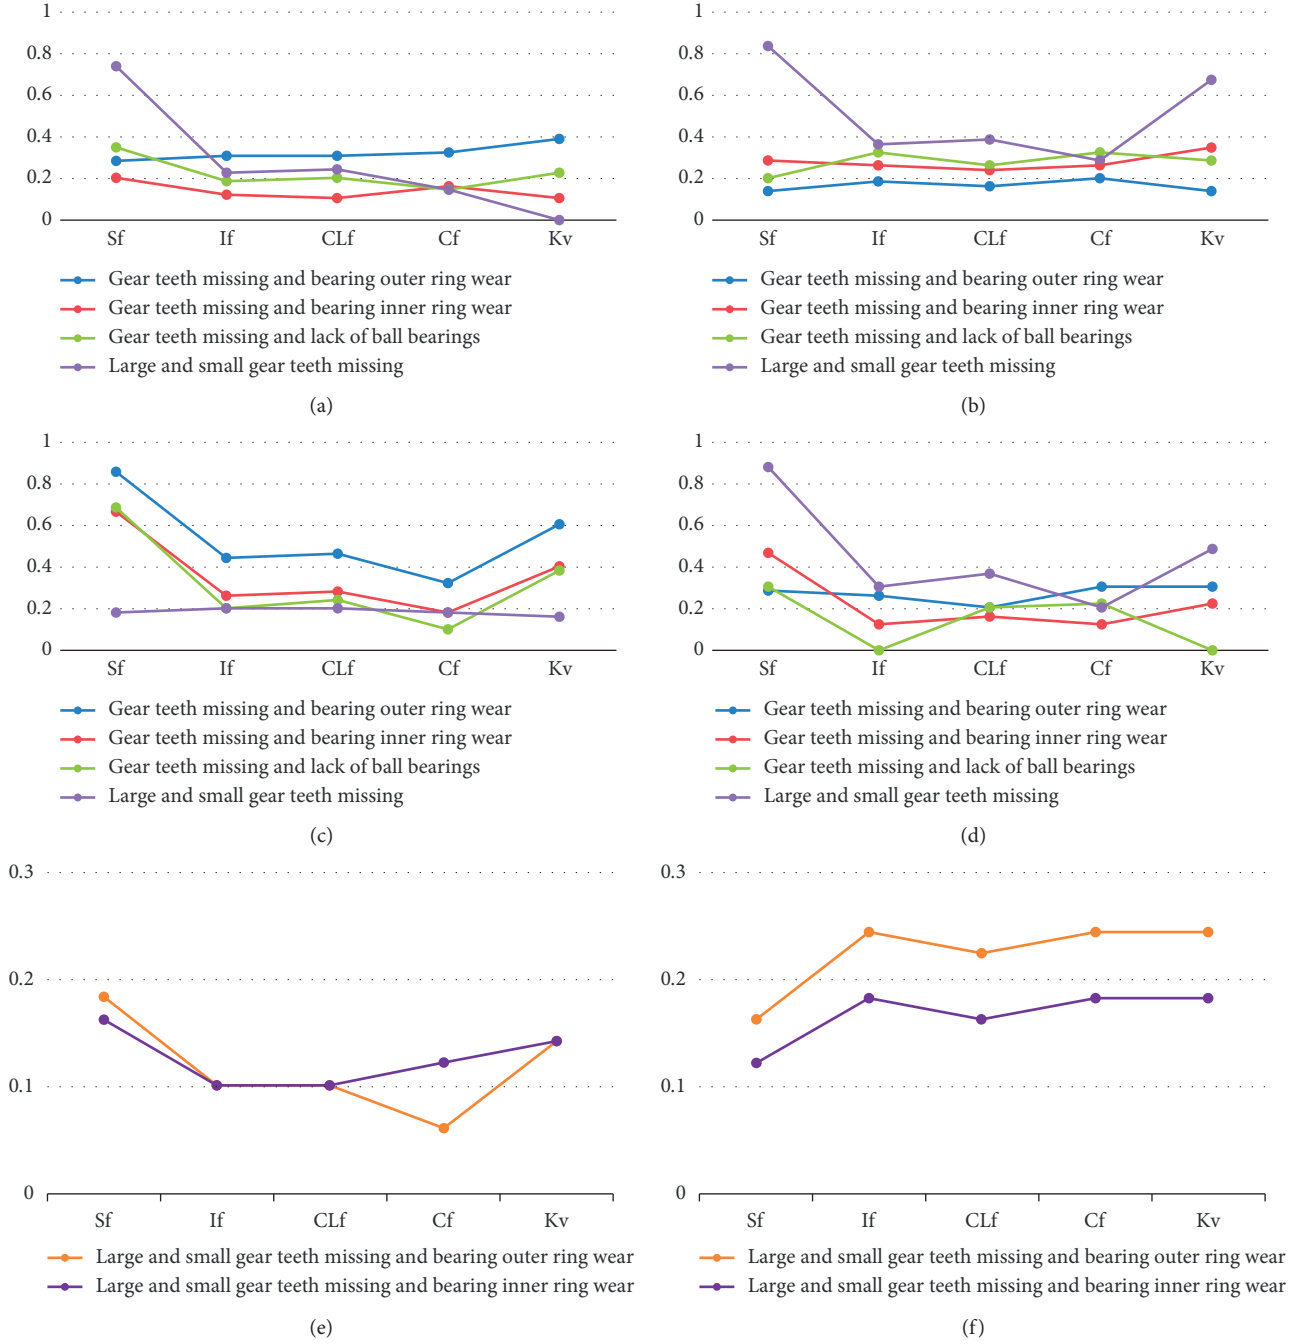 1
0.8
0.6
0.4
0.2
0
Sf If CLf Cf Kv
Gear teeth missing and bearing outer ring wear
Gear teeth missing and bearing inner ring wear
Gear teeth missing and lack of ball bearings
Large and small gear teeth missing
(a)
1
0.8
0.6
0.4
0.2
0
Sf If CLf Cf Kv
Gear teeth missing and bearing outer ring wear
Gear teeth missing and bearing inner ring wear
Gear teeth missing and lack of ball bearings
Large and small gear teeth missing
(b)
1
0.8
0.6
0.4
0.2
0
Sf If CLf Cf Kv
Gear teeth missing and bearing outer ring wear
Gear teeth missing and bearing inner ring wear
Gear teeth missing and lack of ball bearings
Large and small gear teeth missing
(c)
1
0.8
0.6
0.4
0.2
0
Sf If CLf Cf Kv
Gear teeth missing and bearing outer ring wear
Gear teeth missing and bearing inner ring wear
Gear teeth missing and lack of ball bearings
Large and small gear teeth missing
(d)
0.3
0.2
0.1
0
Sf If CLf Cf Kv
Large and small gear teeth missing and bearing outer ring wear
Large and small gear teeth missing and bearing inner ring wear
(e)
0.3
0.2
0.1
0
Sf If CLf Cf Kv
Large and small gear teeth missing and bearing outer ring wear
Large and small gear teeth missing and bearing inner ring wear
(f)